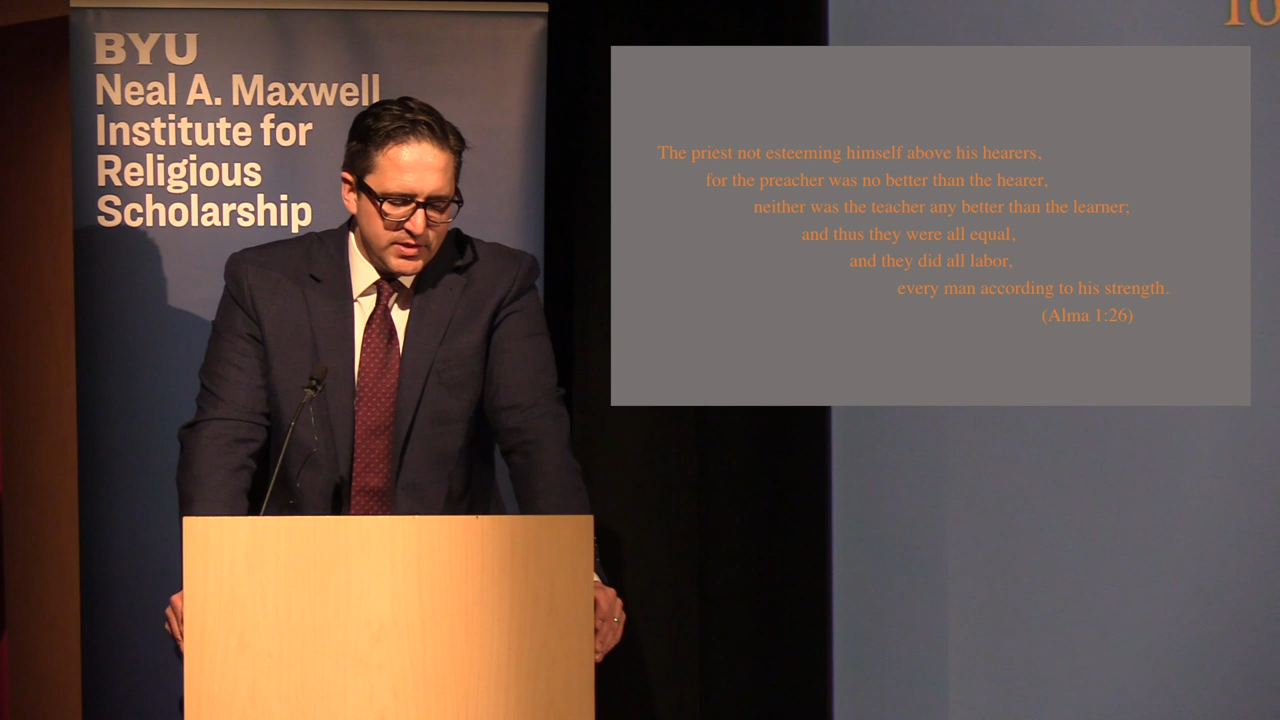 BYU
Neal A. Maxwell
Institute for
Religious
Scholarship
The priest not esteeming himself above his hearers,
for the preacher was no better than the hearer,
neither was the teacher any better than the learner;
and thus they were all equal,
and they did all labor,
every man according to his strength.
(Alma 1:26)